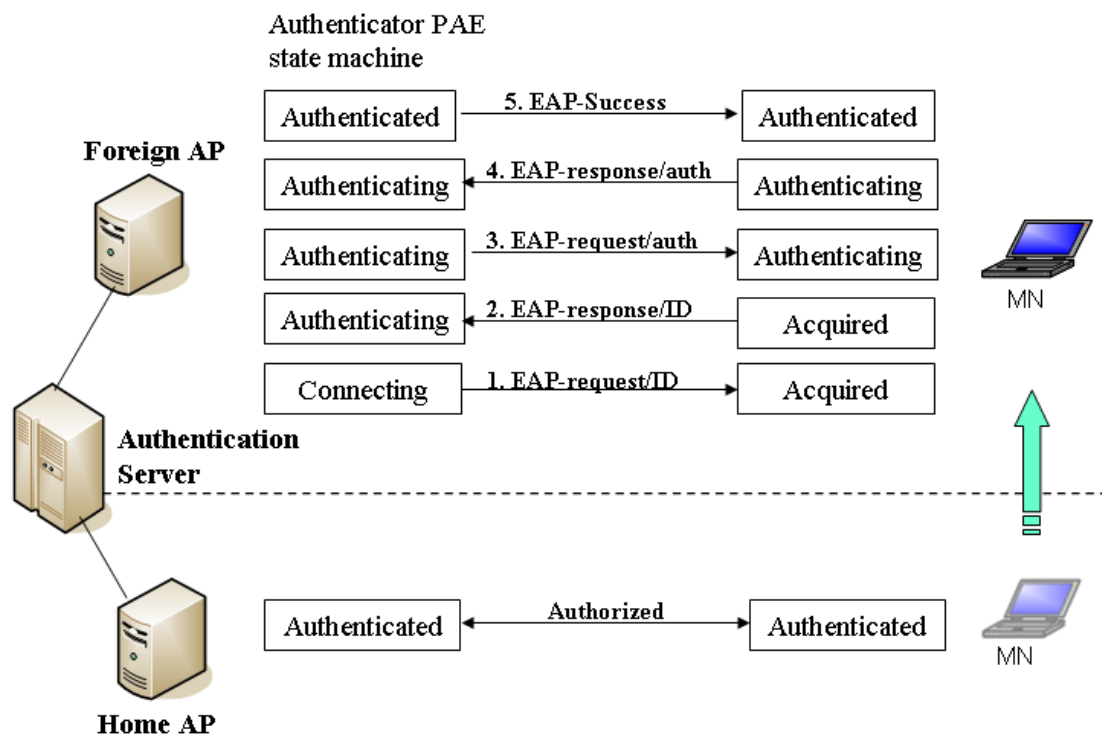 Authenticator PAE
state machine
Authenticated
5. EAP-Success
Authenticated
Foreign AP
Authenticating
4. EAP-response/auth
Authenticating
Authenticating
3. EAP-request/auth
Authenticating
MN
Authenticating
2. EAP-response/ID
Acquired
Connecting
1. EAP-request/ID
Acquired
Authentication
Server
Authenticated
Authorized
Authenticated
MN
Home AP